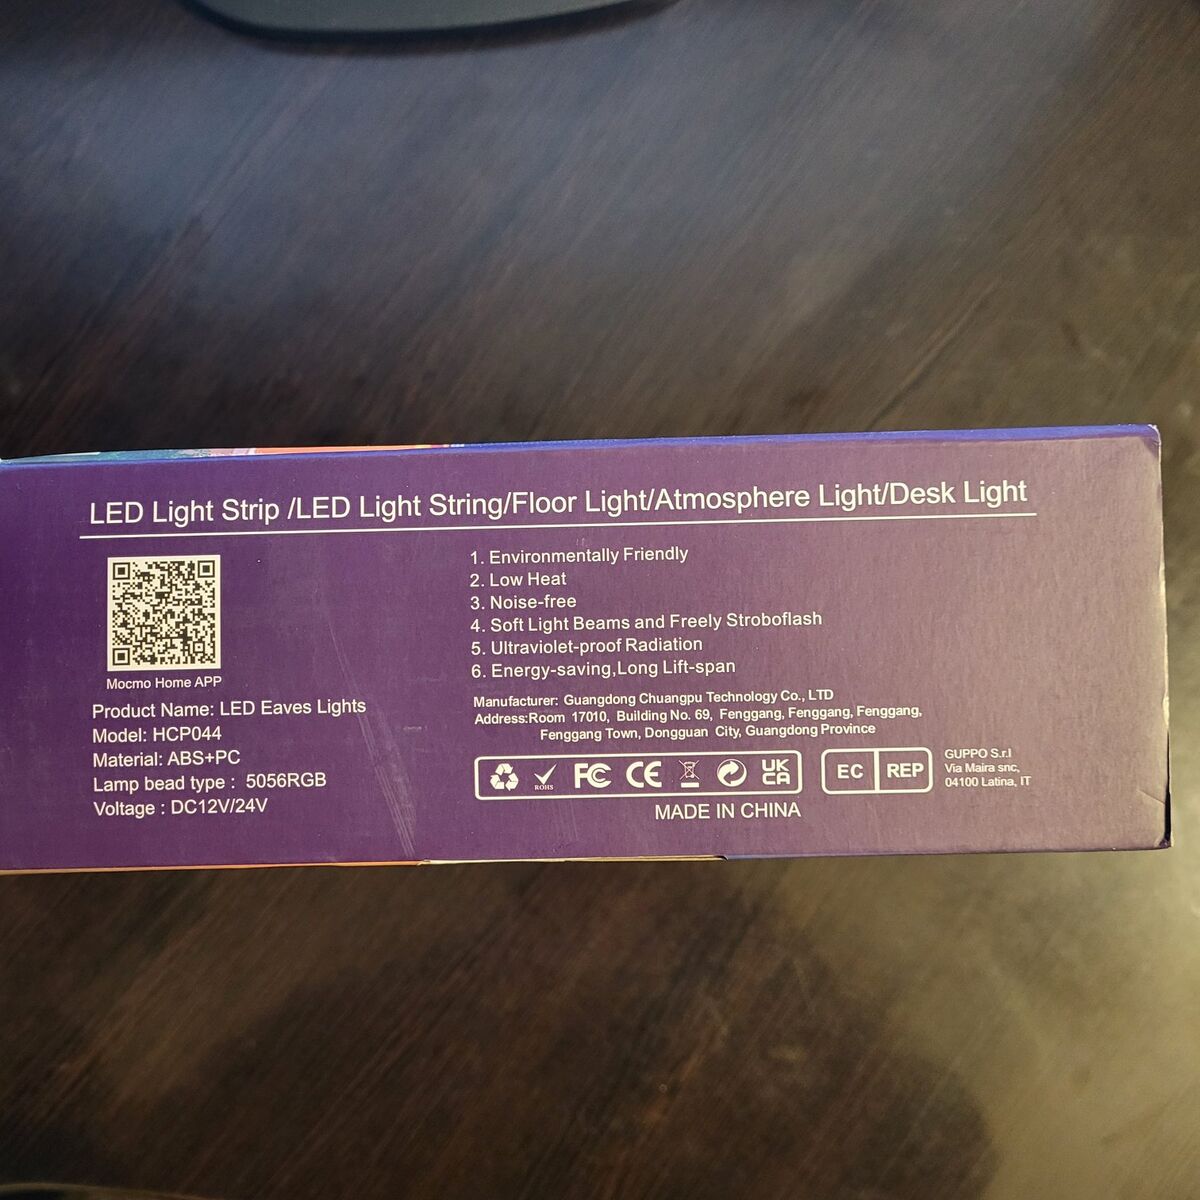 LED Light Strip /LED Light String/Floor Light/Atmosphere Light/Desk Light
Mocmo Home APP
Product Name: LED Eaves Lights
Model: HCP044
Material: ABS+PC
Lamp bead type : 5056RGB
Voltage : DC12V/24V
1. Environmentally Friendly
2. Low Heat
3. Noise-free
4. Soft Light Beams and Freely Stroboflash
5. Ultraviolet-proof Radiation
6. Energy-saving,Long Lift-span
Manufacturer: Guangdong Chuangpu Technology Co., LTD
Address:Room 17010, Building No. 69, Fenggang, Fenggang, Fenggang,
Fenggang Town, Dongguan City, Guangdong Province
ROHS FC CE UK CA
EC REP
GUPPO S.r.l
Via Maira snc,
04100 Latina, IT
MADE IN CHINA